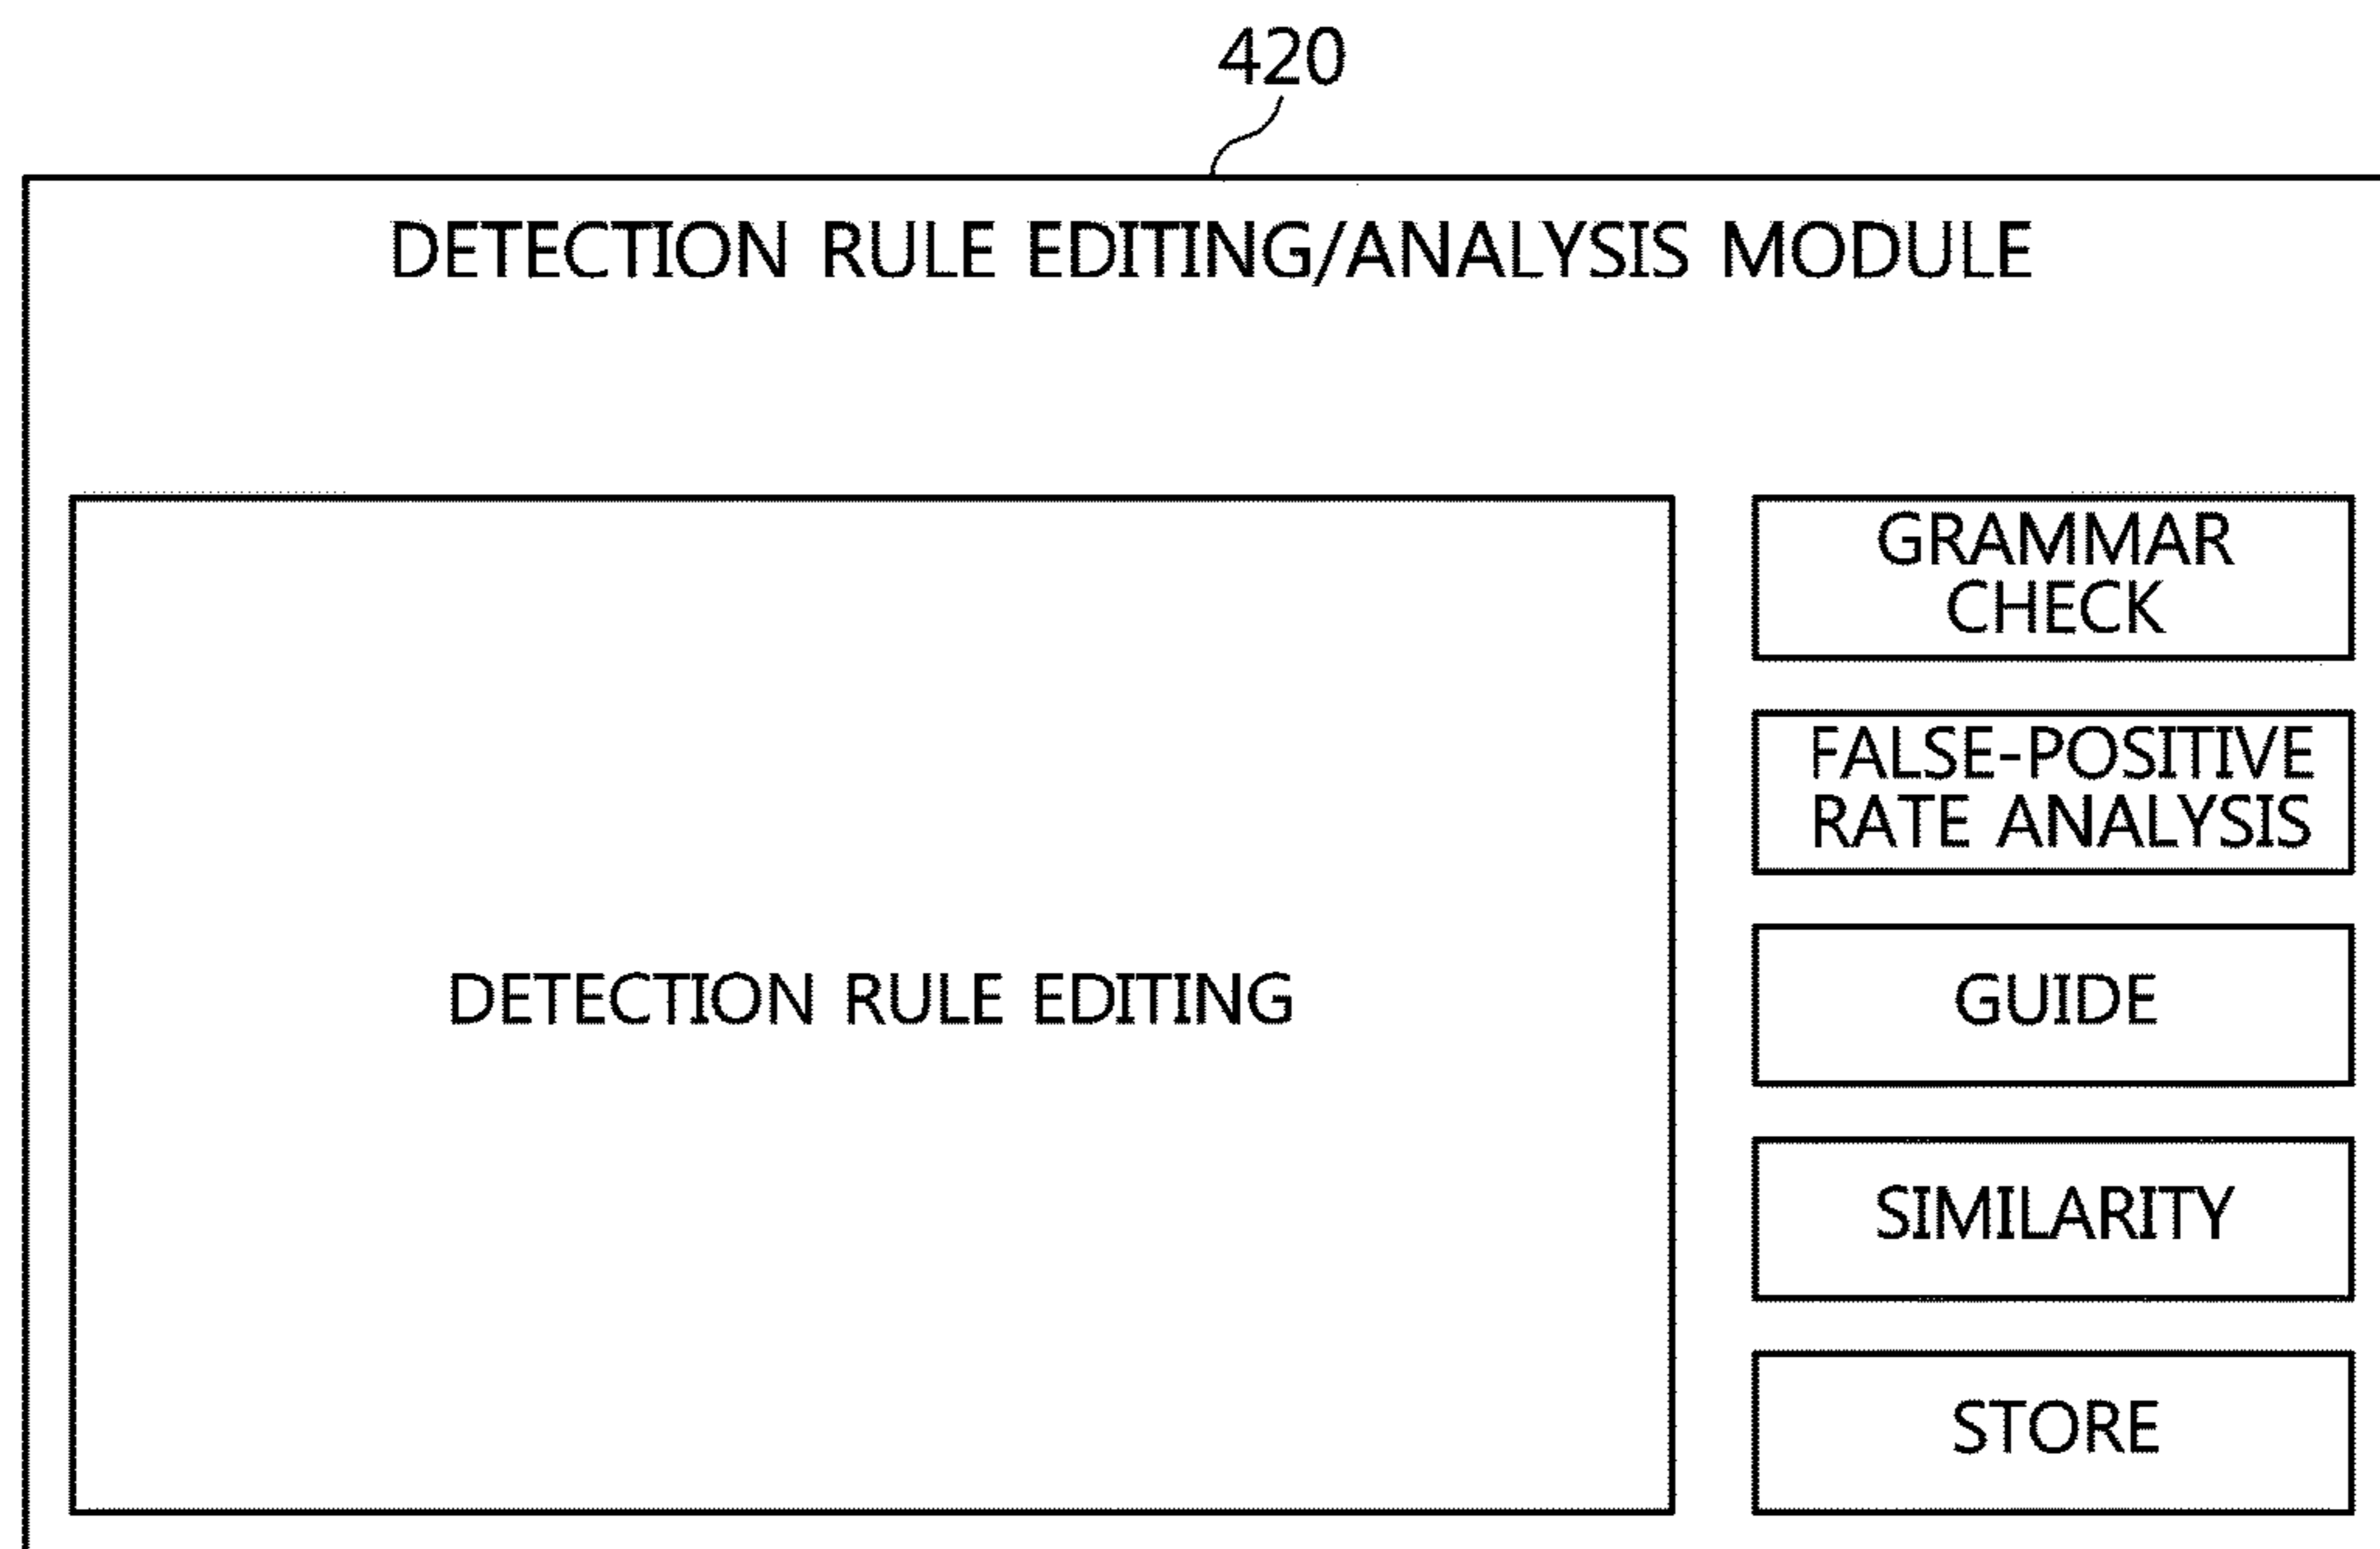 420
DETECTION RULE EDITING/ANALYSIS MODULE
DETECTION RULE EDITING
GRAMMAR
CHECK
FALSE-POSITIVE
RATE ANALYSIS
GUIDE
SIMILARITY
STORE